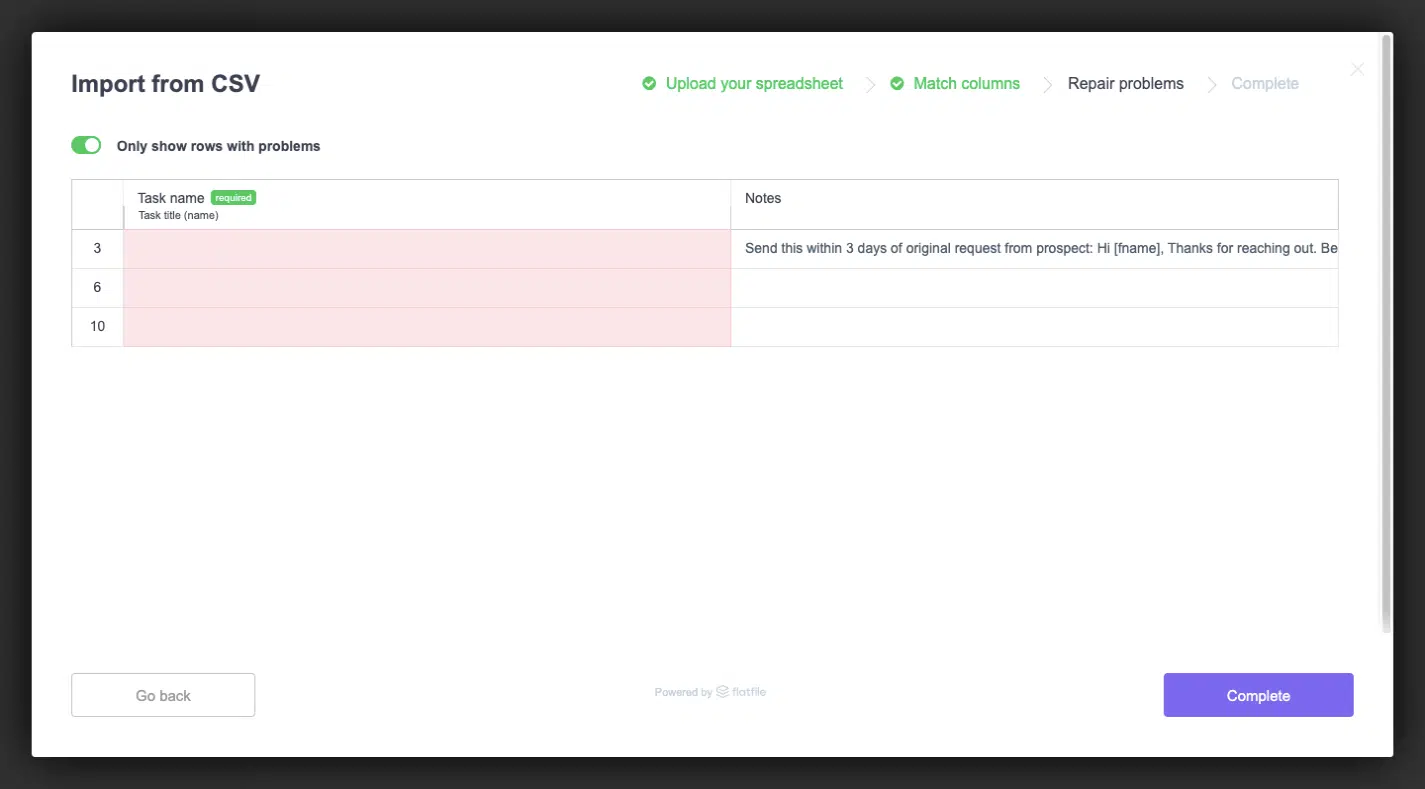 Import from CSV
Upload your spreadsheet
Match columns
Repair problems
Complete
Only show rows with problems
Task name required
Notes
Task title (name)
3 Send this within 3 days of original request from prospect: Hi [fname], Thanks for reaching out. Be
6
10
Go back
Powered by flatfile
Complete